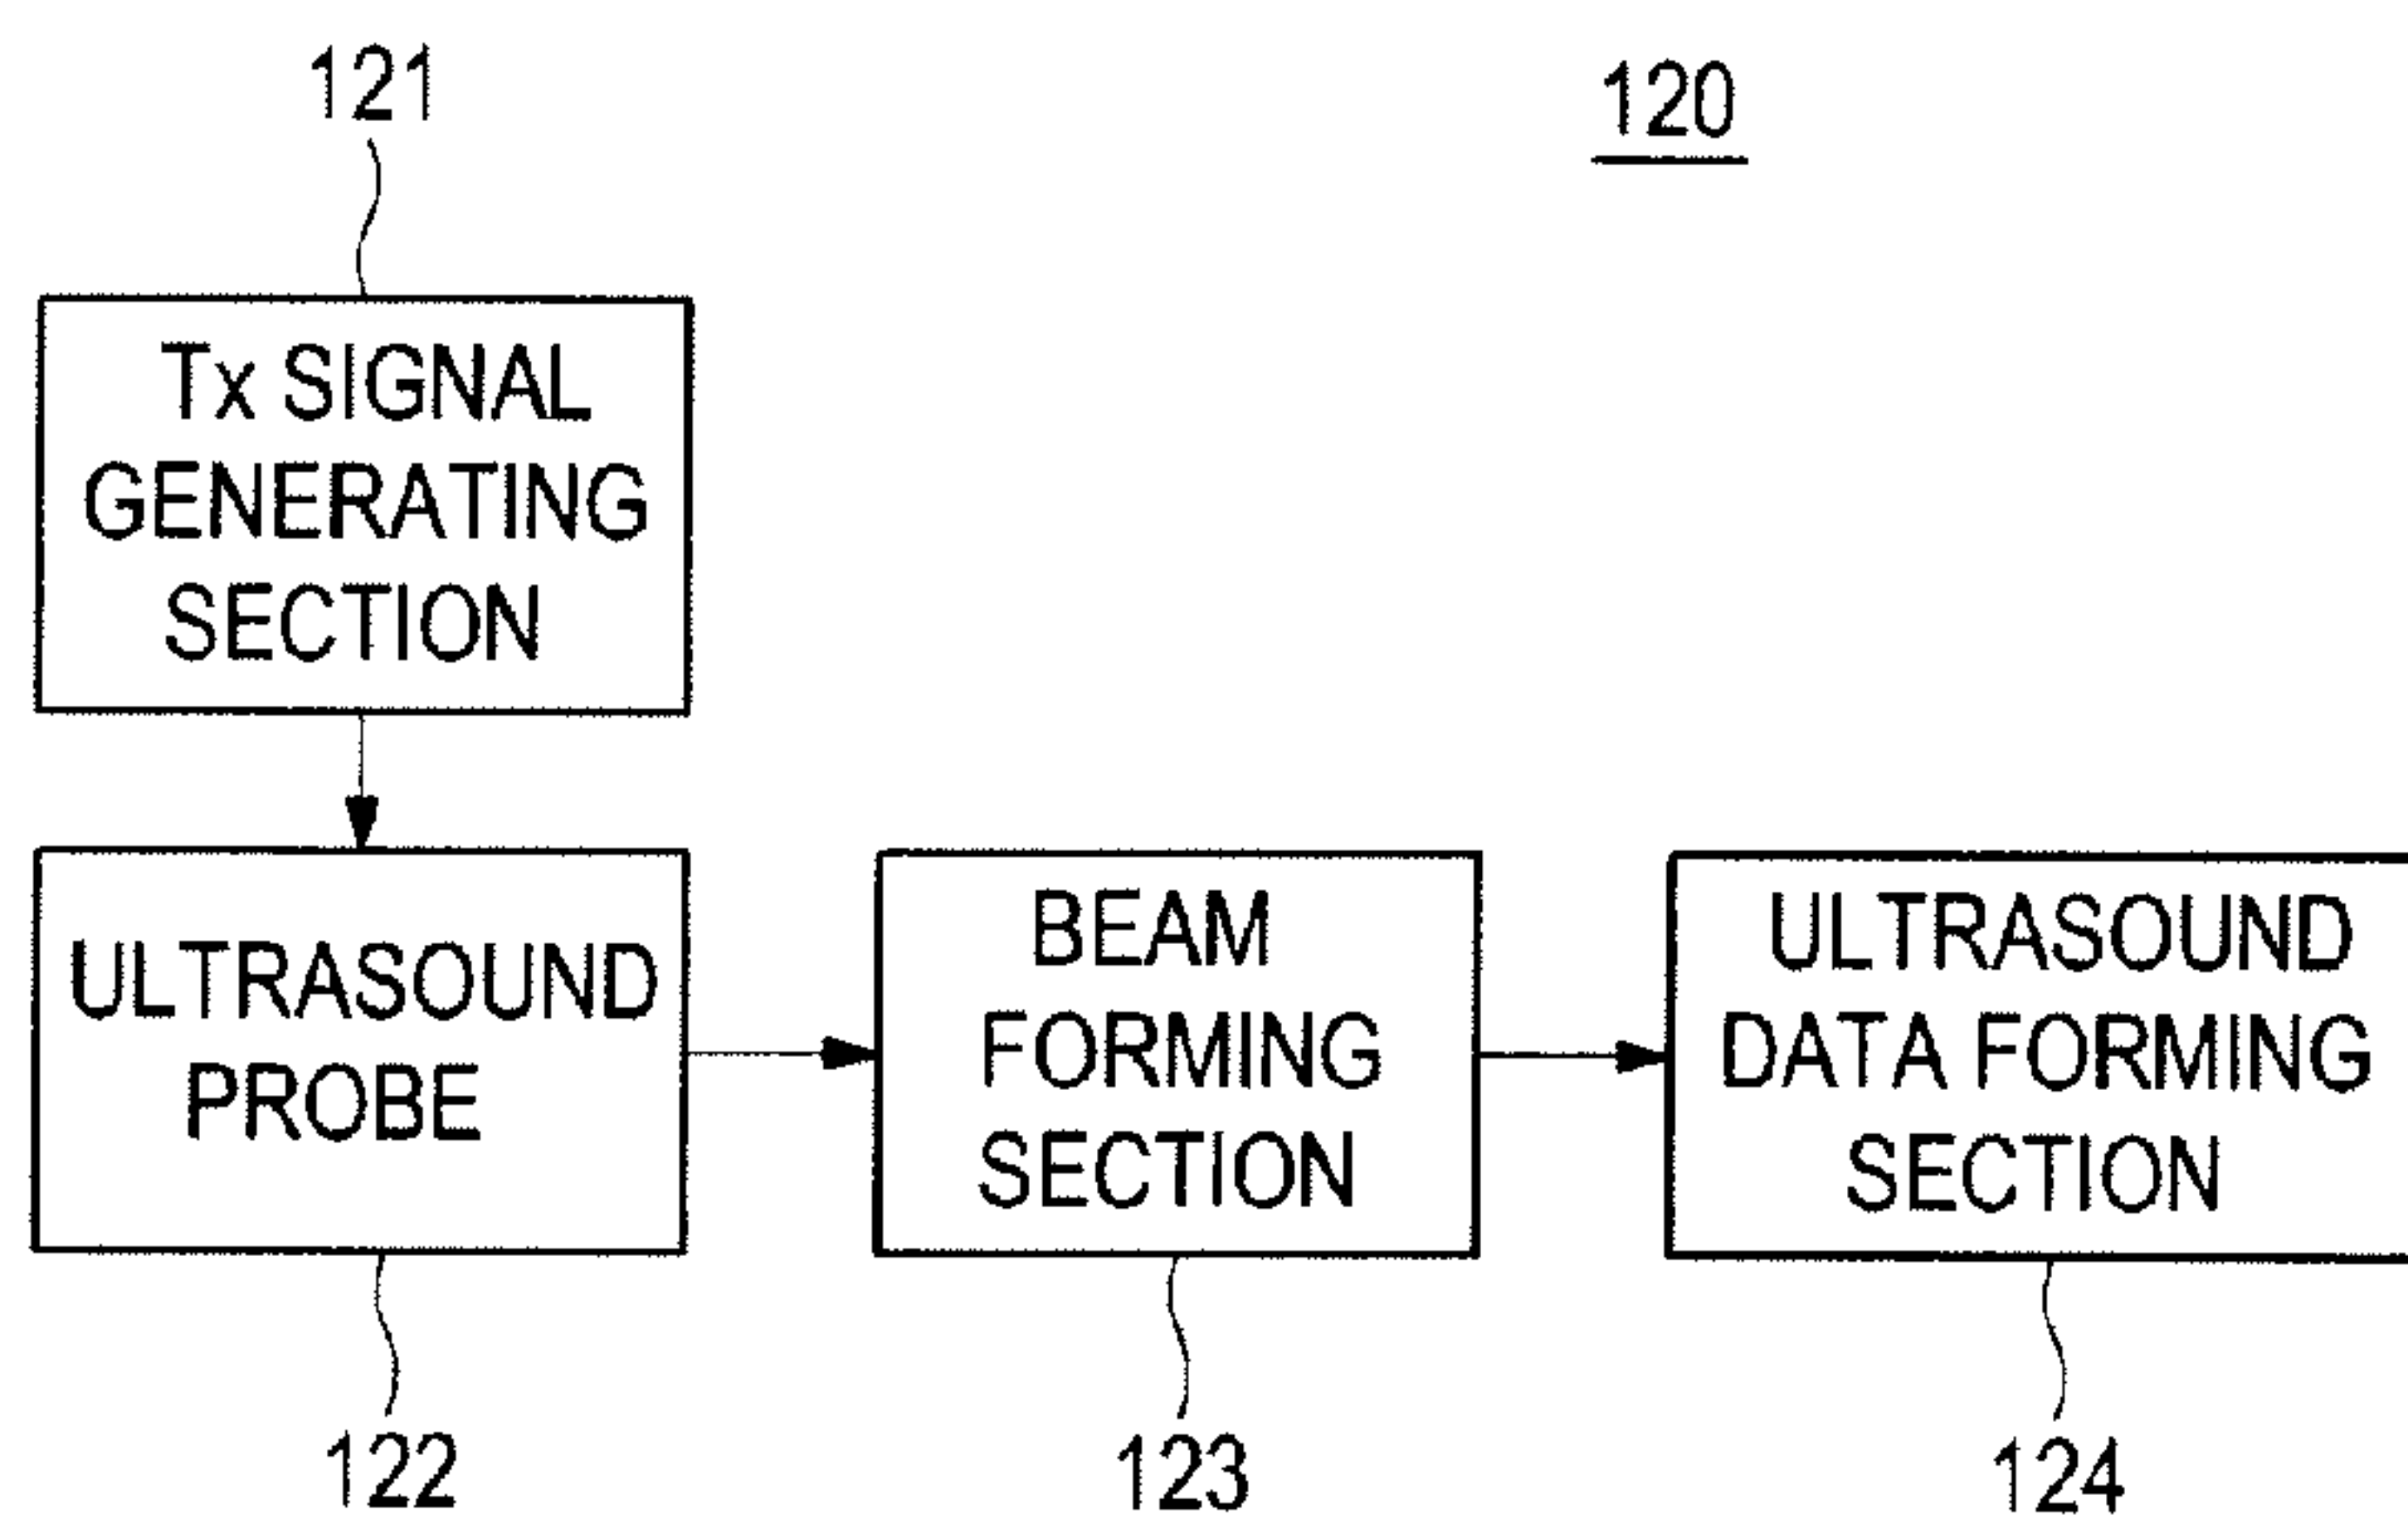 121
120
Tx SIGNAL
GENERATING
SECTION
ULTRASOUND
PROBE
BEAM
FORMING
SECTION
ULTRASOUND
DATA FORMING
SECTION
122
123
124